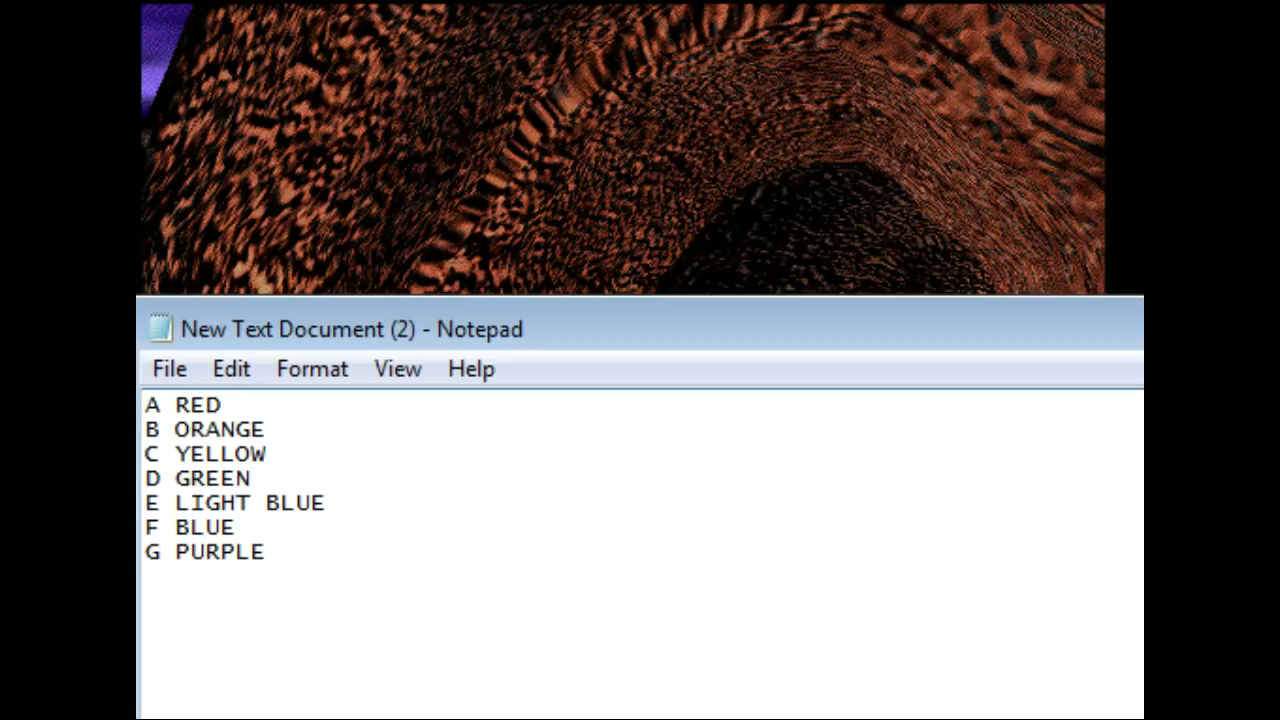 New Text Document (2) - Notepad
File Edit Format View Help
A RED
B ORANGE
C YELLOW
D GREEN
E LIGHT BLUE
F BLUE
G PURPLE